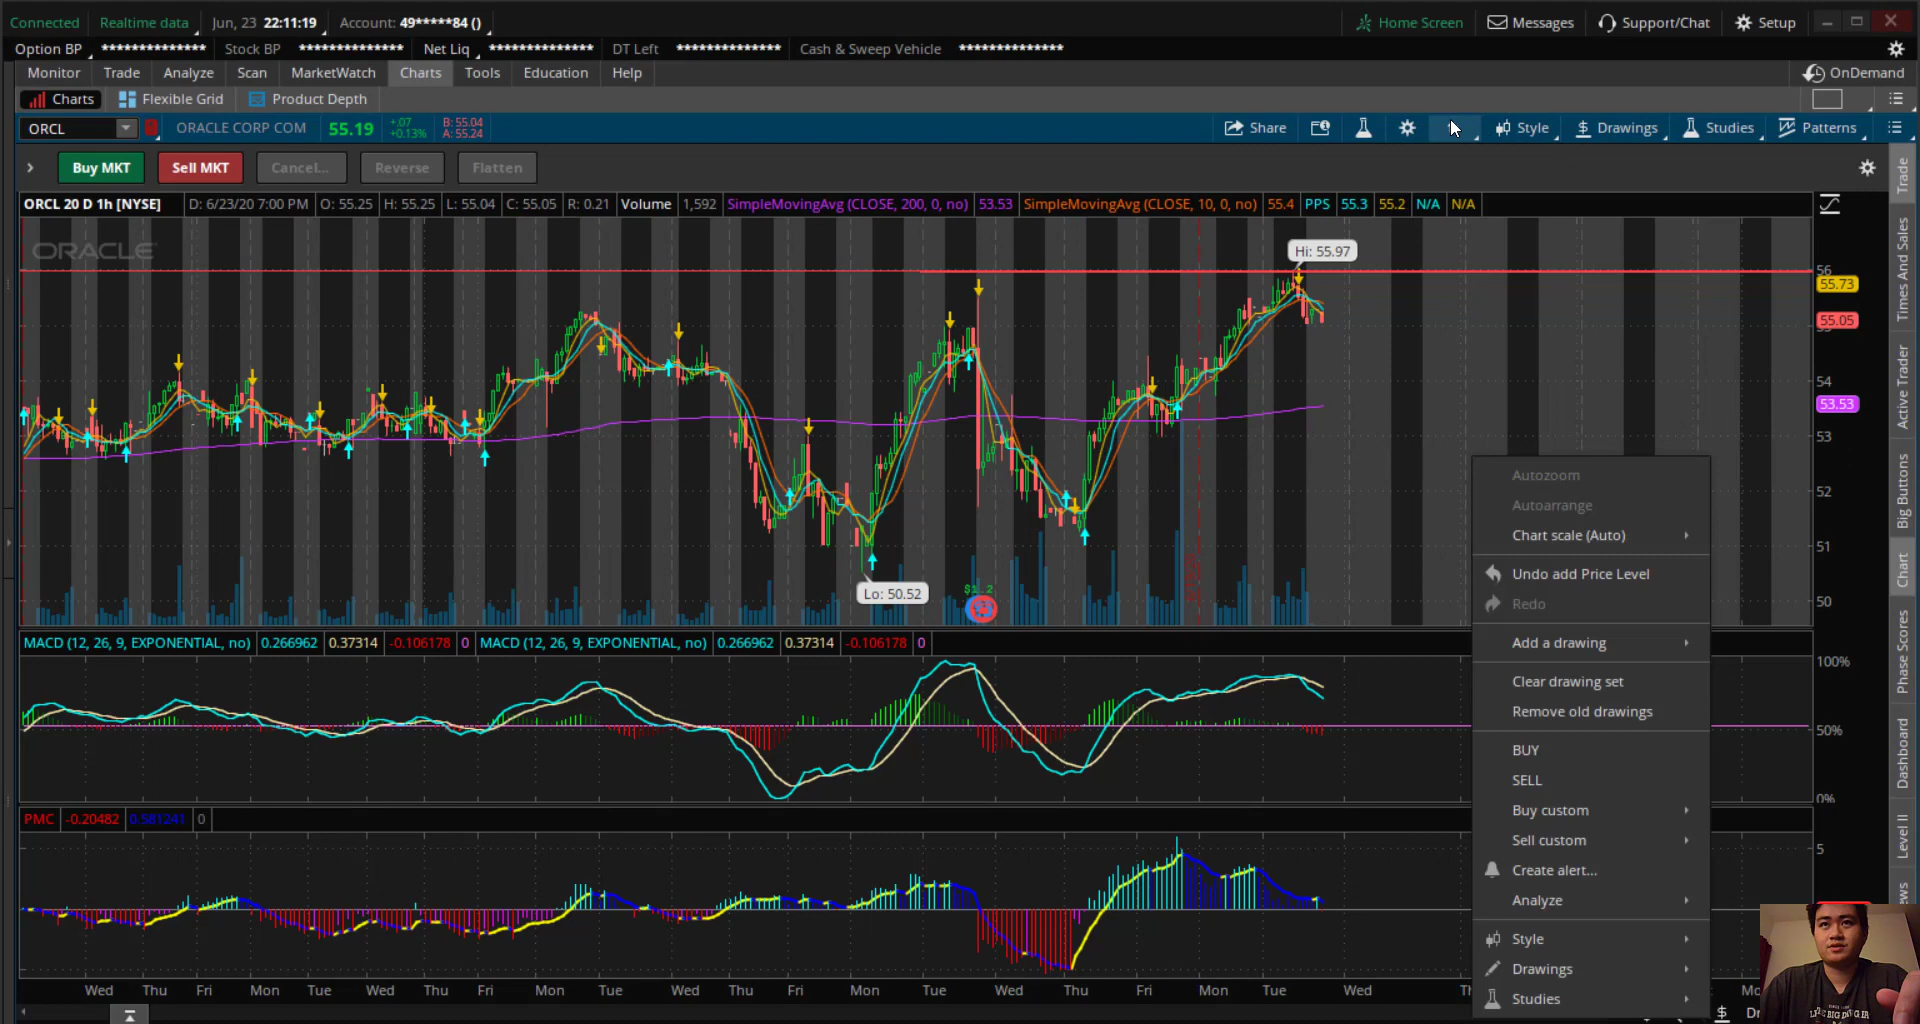 Connected Realtime data Jun, 23 22:11:19 Account: 49*****84 () Home Screen Messages Support/Chat Setup
Option BP ************** Stock BP ************** Net Liq ************** DT Left ************** Cash & Sweep Vehicle **************
Monitor Trade Analyze Scan MarketWatch Charts Tools Education Help OnDemand
Charts Flexible Grid Product Depth
ORCL ORACLE CORP COM 55.19 +.07 +0.13% B: 55.04 A: 55.24 Share Style Drawings Studies Patterns
Buy MKT Sell MKT Cancel... Reverse Flatten
ORCL 20 D 1h [NYSE] D: 6/23/20 7:00 PM O: 55.25 H: 55.25 L: 55.04 C: 55.05 R: 0.21 Volume 1,592 SimpleMovingAvg (CLOSE, 200, 0, no) 53.53 SimpleMovingAvg (CLOSE, 10, 0, no) 55.4 PPS 55.3 55.2 N/A N/A
ORACLE
Hi: 55.97
56
55.73
55.05
54
53.53
53
52
51
50
Lo: 50.52
Autozoom
Autoarrange
Chart scale (Auto)
Undo add Price Level
Redo
Add a drawing
Clear drawing set
Remove old drawings
BUY
SELL
Buy custom
Sell custom
Create alert...
Analyze
Style
Drawings
Studies
MACD (12, 26, 9, EXPONENTIAL, no) 0.266962 0.37314 -0.106178 0 MACD (12, 26, 9, EXPONENTIAL, no) 0.266962 0.37314 -0.106178 0
100%
50%
0%
PMC -0.20482 0.581241 0
5
Wed Thu Fri Mon Tue Wed Thu Fri Mon Tue Wed Thu Fri Mon Tue Wed Thu Fri Mon Tue Wed
Trade
Times And Sales
Active Trader
Big Buttons
Chart
Phase Scores
Dashboard
Level II